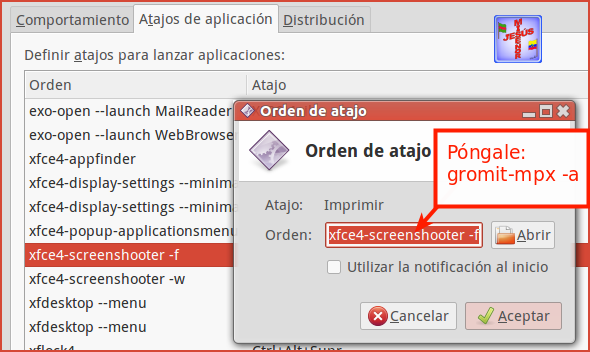 Comportamiento Atajos de aplicación Distribución
Definir atajos para lanzar aplicaciones:
Orden Atajo
exo-open --launch MailReader
exo-open --launch WebBrowse
xfce4-appfinder
xfce4-display-settings --minima
xfce4-display-settings --minima
xfce4-popup-applicationsmenu
xfce4-screenshooter -f
xfce4-screenshooter -w
xfdesktop --menu
xfdesktop --menu
xflock4 Ctrl+Alt+Supr
JESÚS
Orden de atajo
Orden de atajo
Póngale:
gromit-mpx -a
Atajo: Imprimir
Orden: xfce4-screenshooter -f Abrir
Utilizar la notificación al inicio
Cancelar Aceptar